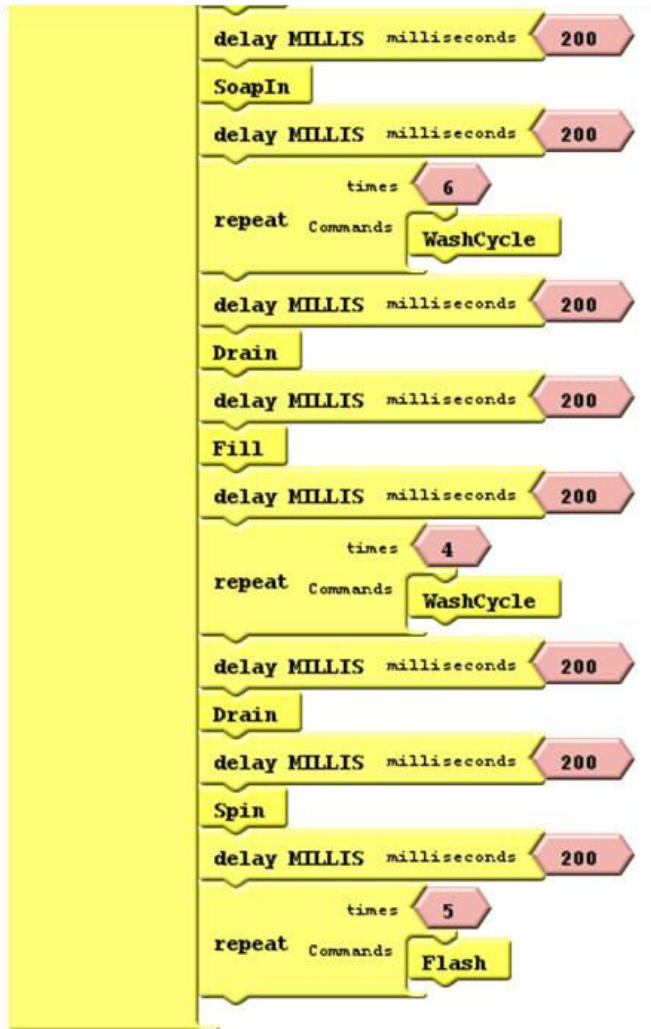 delay MILLIS milliseconds 200
SoapIn
delay MILLIS milliseconds 200
times 6
repeat Commands WashCycle
delay MILLIS milliseconds 200
Drain
delay MILLIS milliseconds 200
Fill
delay MILLIS milliseconds 200
times 4
repeat Commands WashCycle
delay MILLIS milliseconds 200
Drain
delay MILLIS milliseconds 200
Spin
delay MILLIS milliseconds 200
times 5
repeat Commands Flash